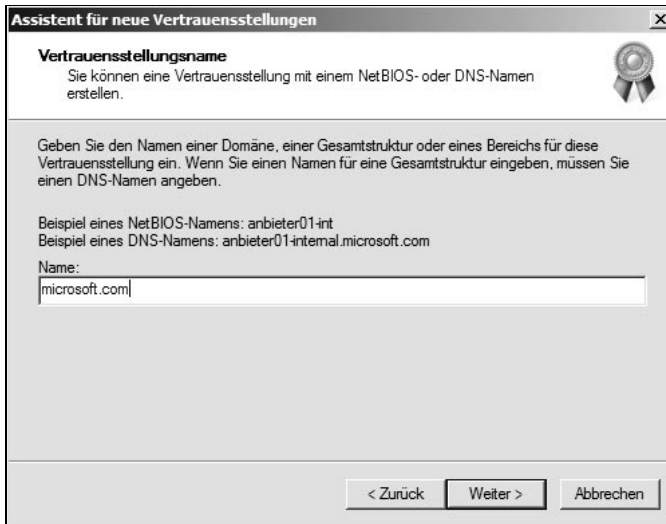 Assistent für neue Vertrauensstellungen
Vertrauensstellungsname
Sie können eine Vertrauensstellung mit einem NetBIOS- oder DNS-Namen
erstellen.
Geben Sie den Namen einer Domäne, einer Gesamtstruktur oder eines Bereichs für diese
Vertrauensstellung ein. Wenn Sie einen Namen für eine Gesamtstruktur eingeben, müssen Sie
einen DNS-Namen angeben.
Beispiel eines NetBIOS-Namens: anbieter01-int
Beispiel eines DNS-Namens: anbieter01-internal.microsoft.com
Name:
microsoft.com
< Zurück Weiter > Abbrechen